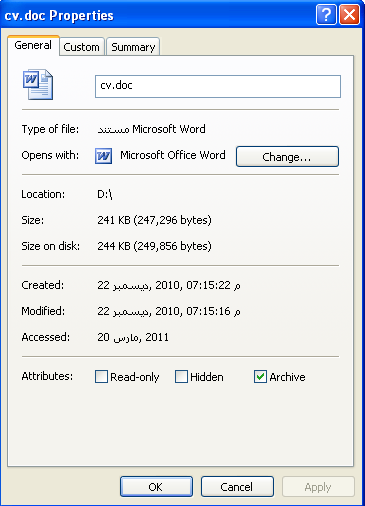 cv.doc Properties
General Custom Summary
cv.doc
Type of file: مستند Microsoft Word
Opens with: Microsoft Office Word Change...
Location: D:\
Size: 241 KB (247,296 bytes)
Size on disk: 244 KB (249,856 bytes)
Created: 22 ديسمبر, 2010, 07:15:22 م
Modified: 22 ديسمبر, 2010, 07:15:16 م
Accessed: 20 مارس, 2011
Attributes: Read-only Hidden Archive
OK Cancel Apply